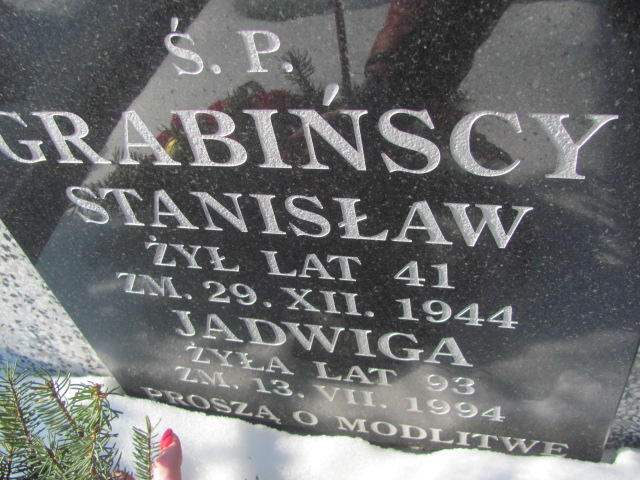 Ś. P.
GRABIŃSCY
STANISŁAW
ŻYŁ LAT 41
ZM. 29. XII. 1944
JADWIGA
ŻYŁA LAT 93
ZM. 13. VII. 1994
PROSZĄ O MODLITWĘ